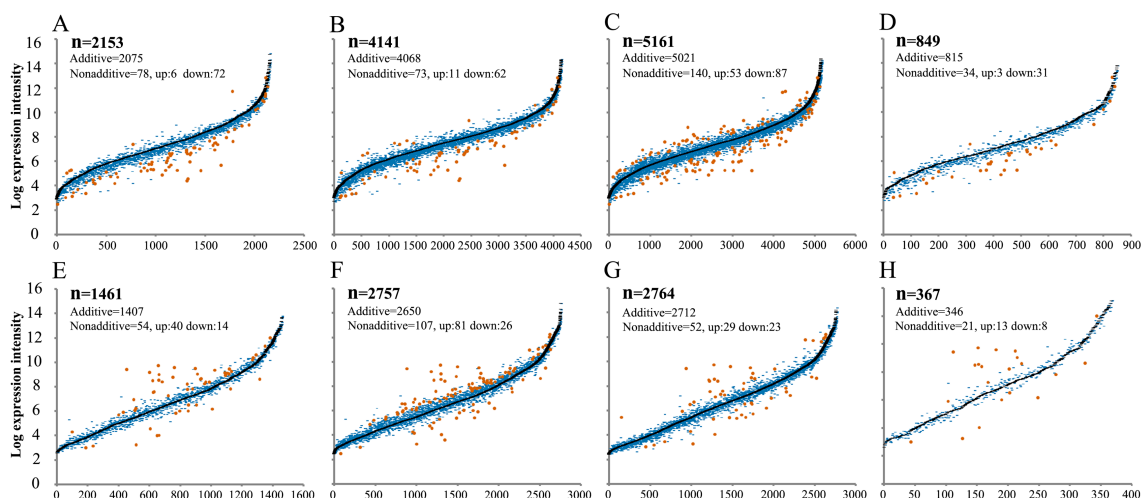 A
n=2153
Additive=2075
Nonadditive=78, up:6 down:72
B
n=4141
Additive=4068
Nonadditive=73, up:11 down:62
C
n=5161
Additive=5021
Nonadditive=140, up:53 down:87
D
n=849
Additive=815
Nonadditive=34, up:3 down:31
Log expression intensity
16
14
12
10
8
6
4
2
0
0 500 1000 1500 2000 2500
0 500 1000 1500 2000 2500 3000 3500 4000 4500
0 1000 2000 3000 4000 5000 6000
0 100 200 300 400 500 600 700 800 900
E
n=1461
Additive=1407
Nonadditive=54, up:40 down:14
F
n=2757
Additive=2650
Nonadditive=107, up:81 down:26
G
n=2764
Additive=2712
Nonadditive=52, up:29 down:23
H
n=367
Additive=346
Nonadditive=21, up:13 down:8
Log expression intensity
16
14
12
10
8
6
4
2
0
0 200 400 600 800 1000 1200 1400 1600
0 500 1000 1500 2000 2500 3000
0 500 1000 1500 2000 2500 3000
0 50 100 150 200 250 300 350 400